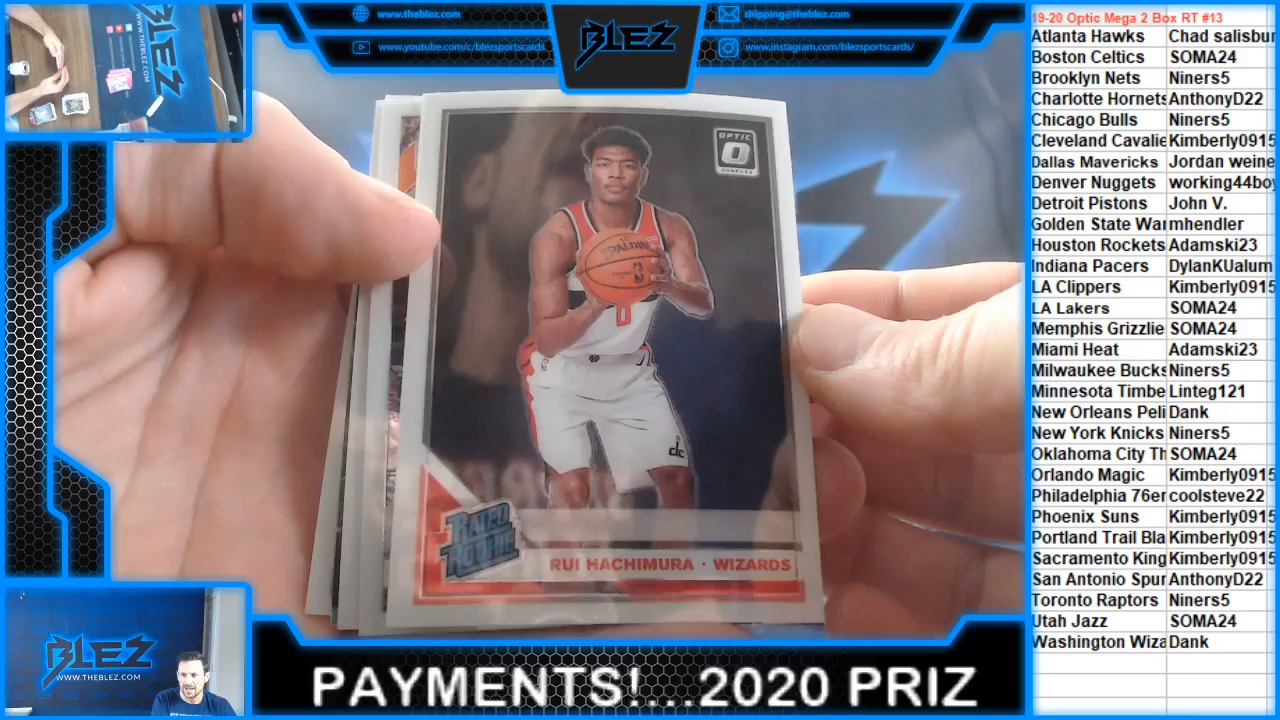 www.theblez.com
www.youtube.com/c/blezsportscards
BLEZ
shipping@theblez.com
www.instagram.com/blezsportscards/
BLEZ
WWW.THEBLEZ.COM
OPTIC
SPALDING
dc
RATED
ROOKIE
RUI HACHIMURA · WIZARDS
BLEZ
WWW.THEBLEZ.COM
PAYMENTS!...2020 PRIZ
19-20 Optic Mega 2 Box RT #13
Atlanta Hawks Chad salisbur
Boston Celtics SOMA24
Brooklyn Nets Niners5
Charlotte Hornets AnthonyD22
Chicago Bulls Niners5
Cleveland Cavalie Kimberly0915
Dallas Mavericks Jordan weine
Denver Nuggets working44boy
Detroit Pistons John V.
Golden State War mhendler
Houston Rockets Adamski23
Indiana Pacers DylanKUalum
LA Clippers Kimberly0915
LA Lakers SOMA24
Memphis Grizzlie SOMA24
Miami Heat Adamski23
Milwaukee Bucks Niners5
Minnesota Timbe Linteg121
New Orleans Peli Dank
New York Knicks Niners5
Oklahoma City Th SOMA24
Orlando Magic Kimberly0915
Philadelphia 76er coolsteve22
Phoenix Suns Kimberly0915
Portland Trail Bla Kimberly0915
Sacramento King Kimberly0915
San Antonio Spur AnthonyD22
Toronto Raptors Niners5
Utah Jazz SOMA24
Washington Wiza Dank